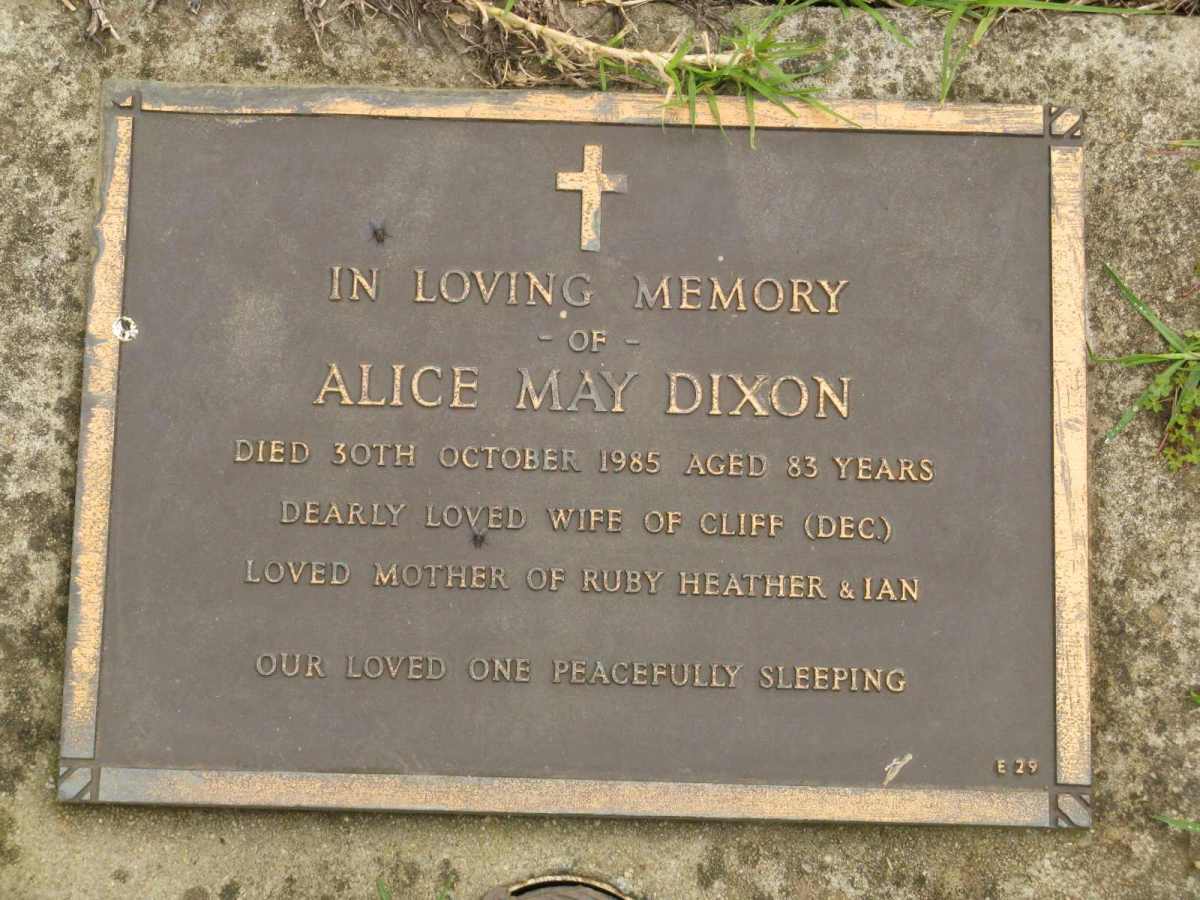 IN LOVING MEMORY
- OF -
ALICE MAY DIXON
DIED 30TH OCTOBER 1985 AGED 83 YEARS
DEARLY LOVED WIFE OF CLIFF (DEC.)
LOVED MOTHER OF RUBY HEATHER & IAN
OUR LOVED ONE PEACEFULLY SLEEPING
E 29